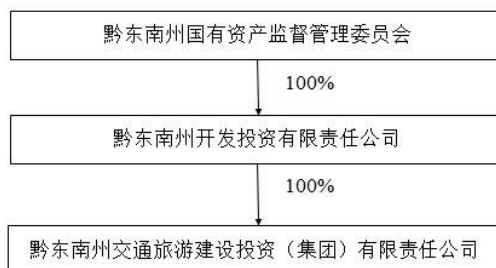 黔东南州国有资产监督管理委员会
100%
黔东南州开发投资有限责任公司
100%
黔东南州交通旅游建设投资（集团）有限责任公司